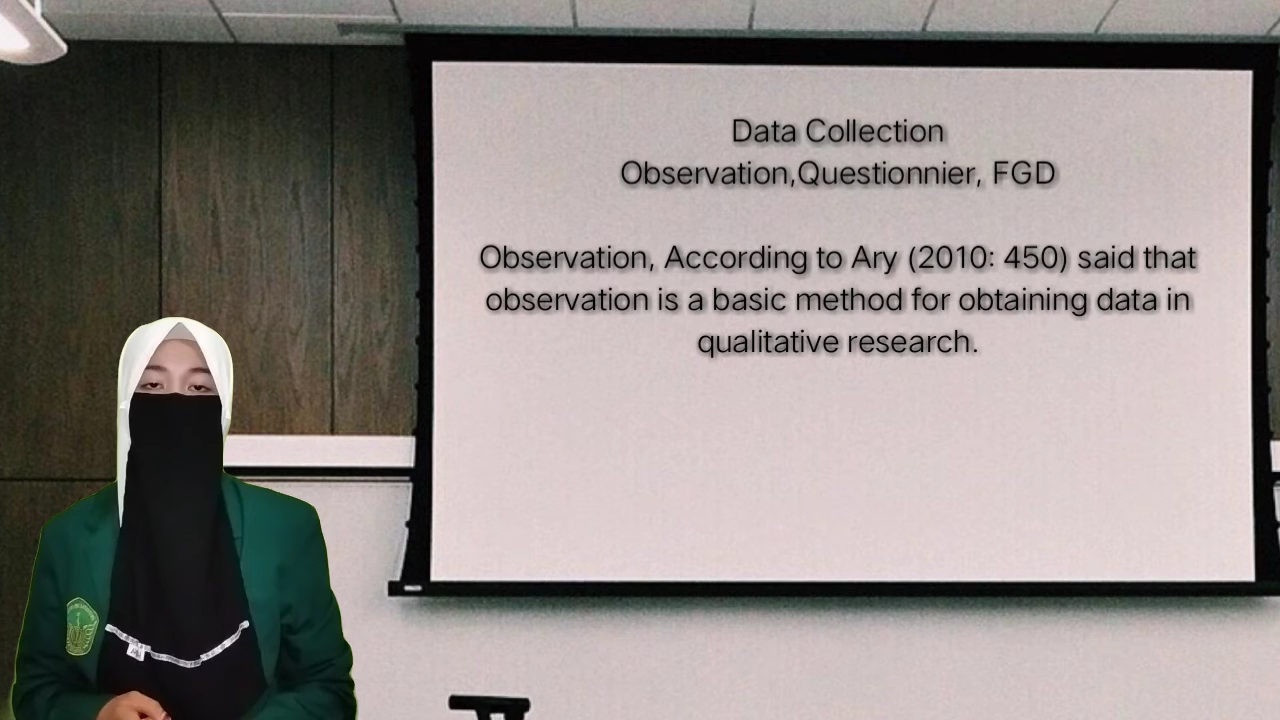 Data Collection
Observation,Questionnier, FGD
Observation, According to Ary (2010: 450) said that
observation is a basic method for obtaining data in
qualitative research.